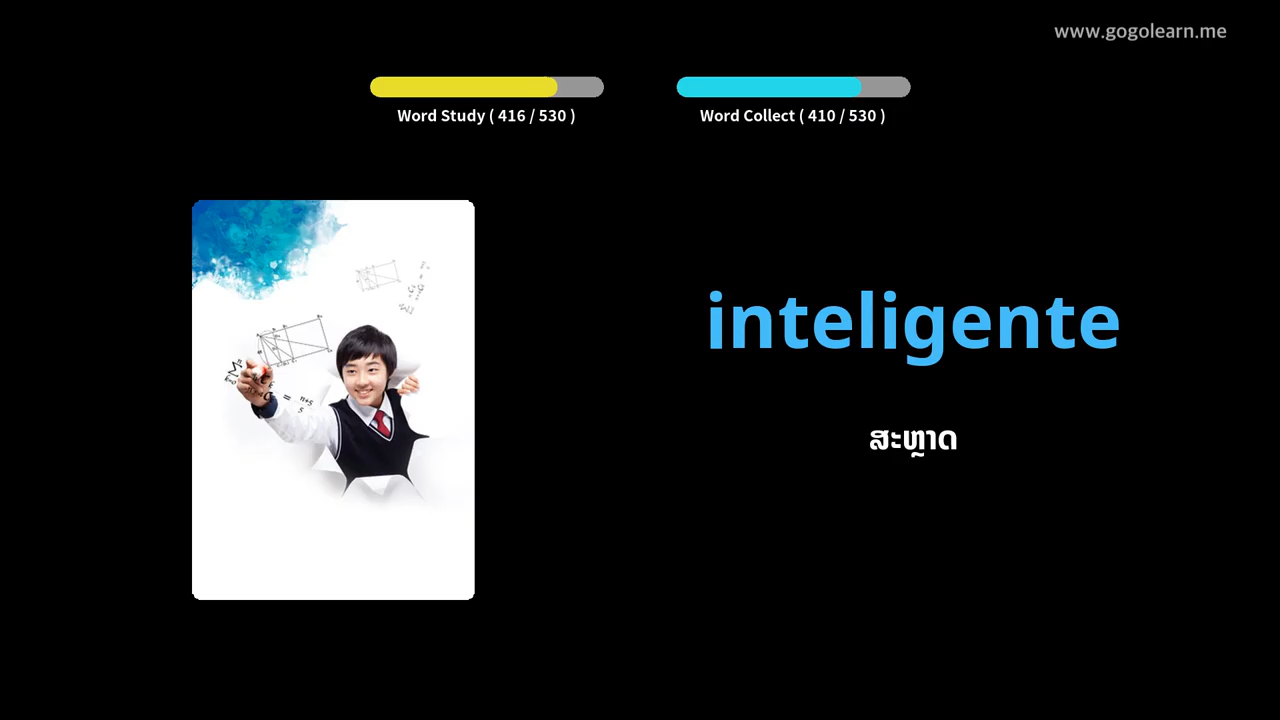 www.gogolearn.me
Word Study ( 416 / 530 )
Word Collect ( 410 / 530 )
inteligente
ສະຫຼາດ